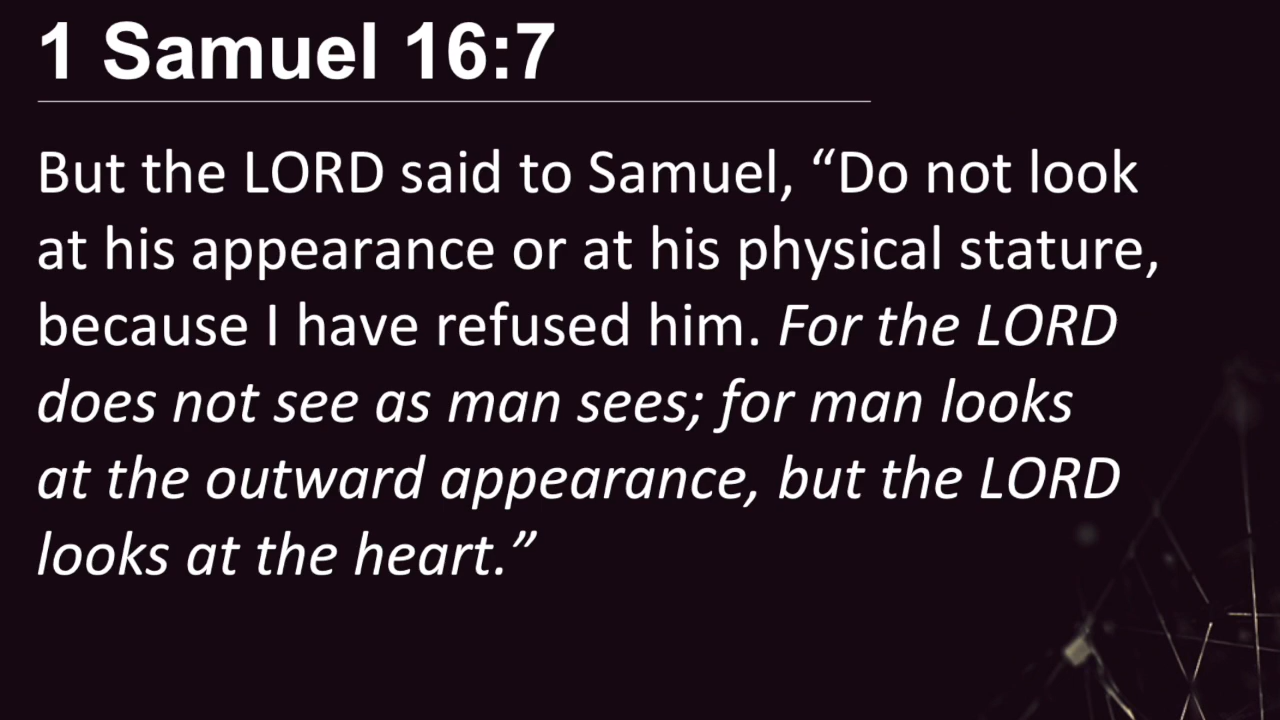 1 Samuel 16:7
But the LORD said to Samuel, “Do not look
at his appearance or at his physical stature,
because I have refused him. For the LORD
does not see as man sees; for man looks
at the outward appearance, but the LORD
looks at the heart.”